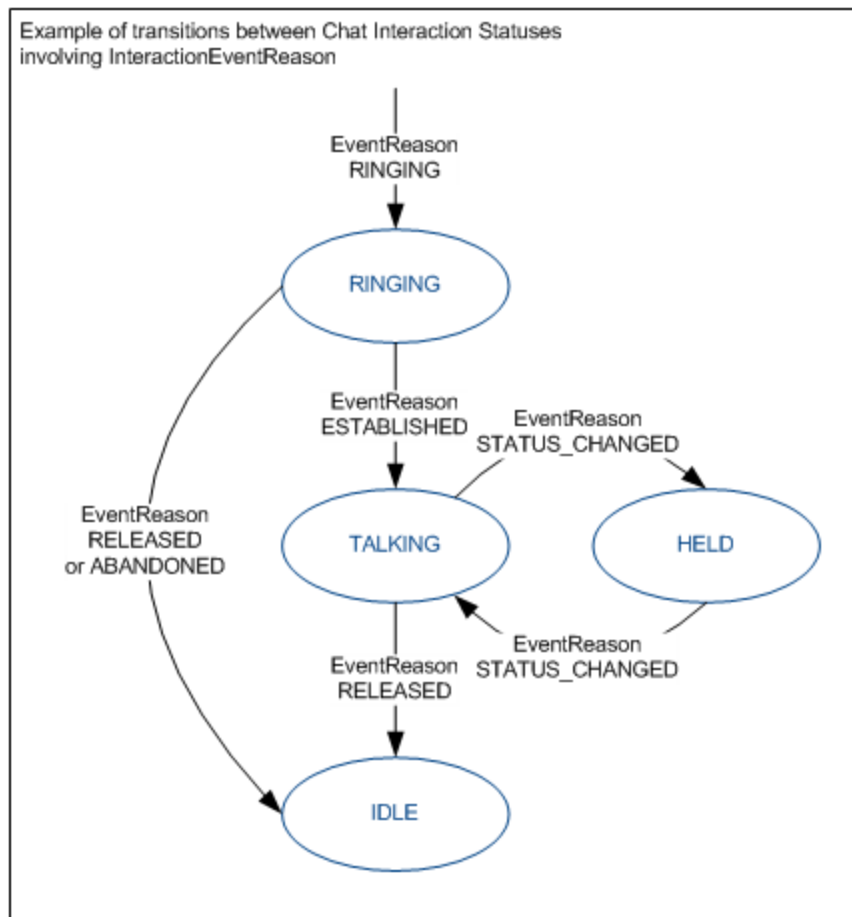 Example of transitions between Chat Interaction Statuses
involving InteractionEventReason
EventReason
RINGING
RINGING
EventReason
ESTABLISHED
EventReason
STATUS_CHANGED
EventReason
RELEASED
or ABANDONED
TALKING
HELD
EventReason
RELEASED
EventReason
STATUS_CHANGED
IDLE